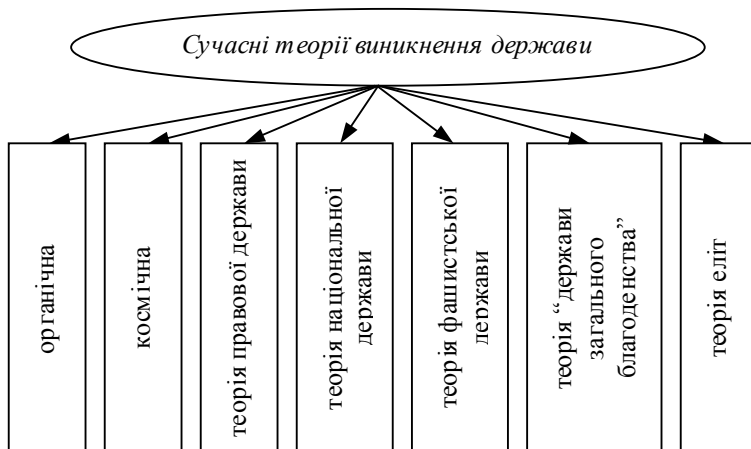 Сучасні теорії виникнення держави
органічна
космічна
теорія правової держави
теорія національної
держави
теорія фашистської
держави
теорія “держави
загального
благоденства”
теорія еліт